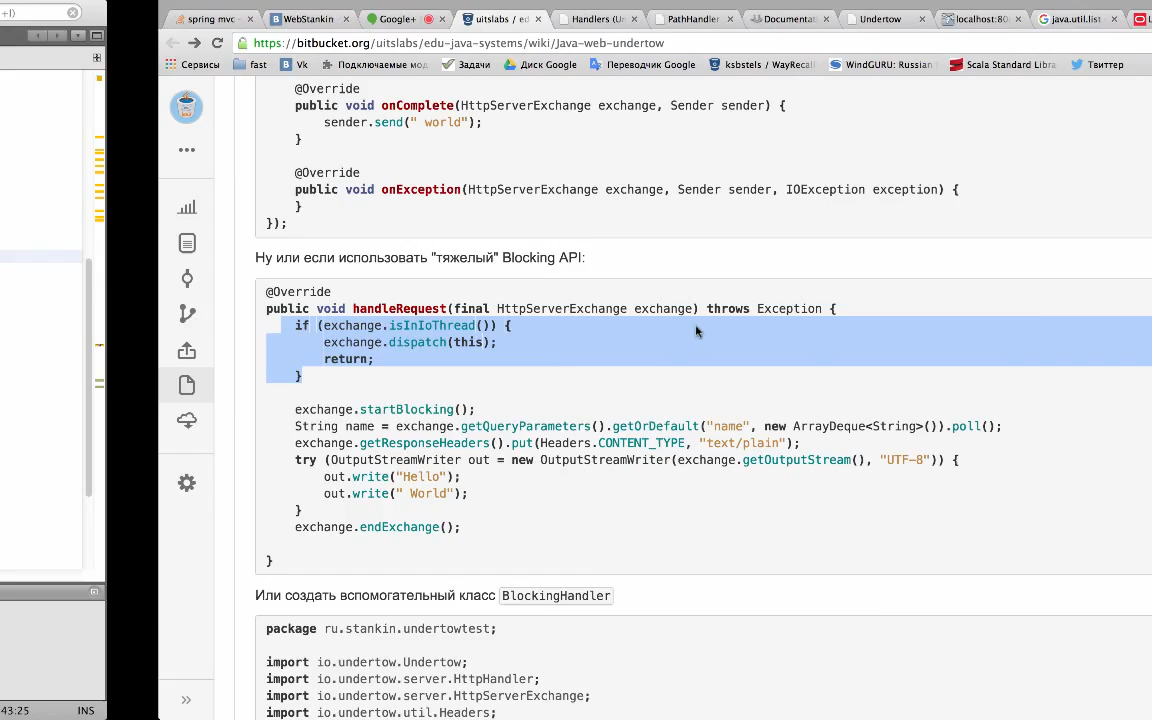 +l)
spring mvc
WebStankin
Google+
uitslabs / ed
Handlers (Un
PathHandler
Documentat
Undertow
localhost:80
java.util.list
https://bitbucket.org/uitslabs/edu-java-systems/wiki/Java-web-undertow
Сервисы
fast
Vk
Подключаемые мод
Задачи
Диск Google
Переводчик Google
ksbstels / WayRecall
WindGURU: Russian
Scala Standard Libra
Твиттер
@Override
public void onComplete(HttpServerExchange exchange, Sender sender) {
sender.send(" world");
}
@Override
public void onException(HttpServerExchange exchange, Sender sender, IOException exception) {
}
});
Ну или если использовать "тяжелый" Blocking API:
@Override
public void handleRequest(final HttpServerExchange exchange) throws Exception {
if (exchange.isInIoThread()) {
exchange.dispatch(this);
return;
}
exchange.startBlocking();
String name = exchange.getQueryParameters().getOrDefault("name", new ArrayDeque<String>()).poll();
exchange.getResponseHeaders().put(Headers.CONTENT_TYPE, "text/plain");
try (OutputStreamWriter out = new OutputStreamWriter(exchange.getOutputStream(), "UTF-8")) {
out.write("Hello");
out.write(" World");
}
exchange.endExchange();
}
Или создать вспомогательный класс BlockingHandler
package ru.stankin.undertowtest;
import io.undertow.Undertow;
import io.undertow.server.HttpHandler;
import io.undertow.server.HttpServerExchange;
import io.undertow.util.Headers;
43:25
INS